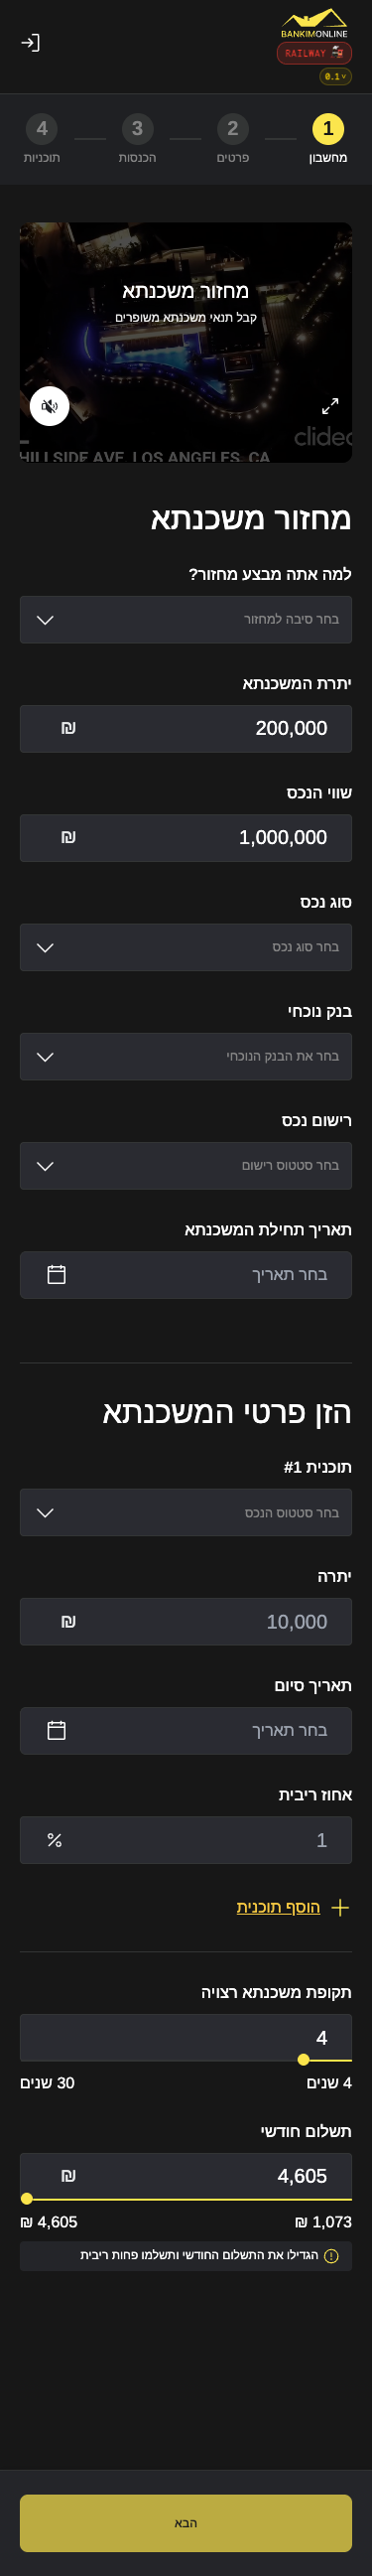 BANKIMONLINE
RAILWAY
0.1 v
1
2
3
4
מחשבון
פרטים
הכנסות
תוכניות
מחזור משכנתא
קבל תנאי משכנתא משופרים
clideo
HILLSIDE AVE, LOS ANGELES, CA
מחזור משכנתא
למה אתה מבצע מחזור?
בחר סיבה למחזור
יתרת המשכנתא
200,000 ₪
שווי הנכס
1,000,000 ₪
סוג נכס
בחר סוג נכס
בנק נוכחי
בחר את הבנק הנוכחי
רישום נכס
בחר סטטוס רישום
תאריך תחילת המשכנתא
בחר תאריך
הזן פרטי המשכנתא
תוכנית #1
בחר סטטוס הנכס
יתרה
10,000 ₪
תאריך סיום
בחר תאריך
אחוז ריבית
1 %
הוסף תוכנית
תקופת משכנתא רצויה
4
4 שנים
30 שנים
תשלום חודשי
4,605 ₪
1,073 ₪
4,605 ₪
הגדילו את התשלום החודשי ותשלמו פחות ריבית
הבא